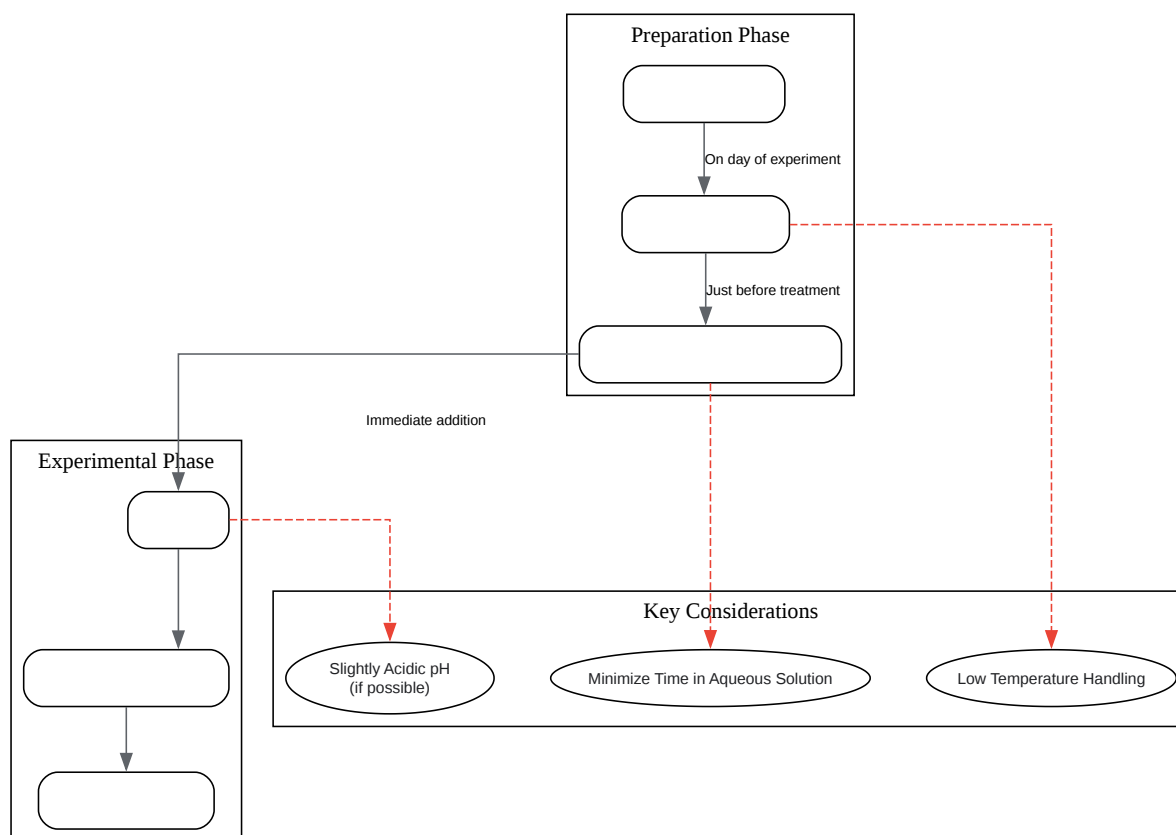 Preparation Phase
On day of experiment
Just before treatment
Immediate addition
Experimental Phase
Key Considerations
Slightly Acidic pH
(if possible)
Minimize Time in Aqueous Solution
Low Temperature Handling